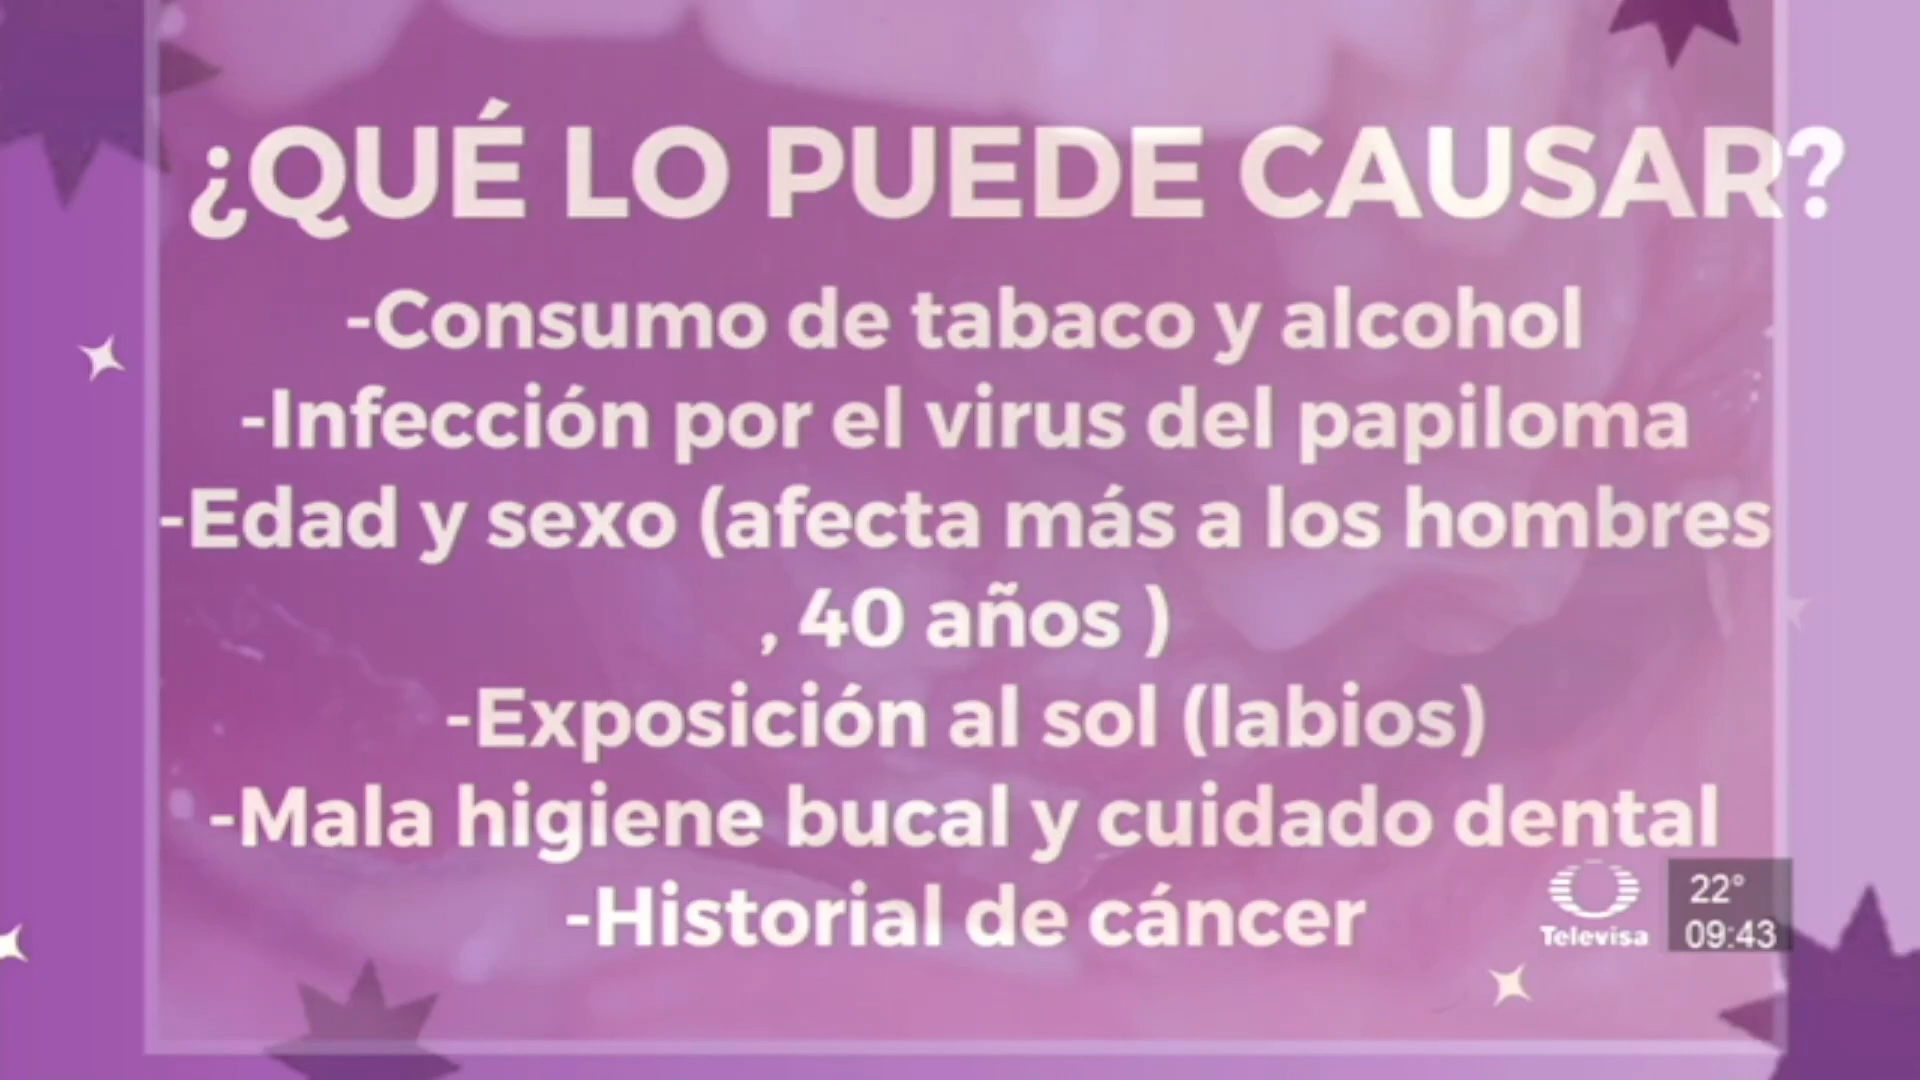 ¿QUÉ LO PUEDE CAUSAR?
-Consumo de tabaco y alcohol
-Infección por el virus del papiloma
-Edad y sexo (afecta más a los hombres
, 40 años )
-Exposición al sol (labios)
-Mala higiene bucal y cuidado dental
-Historial de cáncer
Televisa
22°
09:43